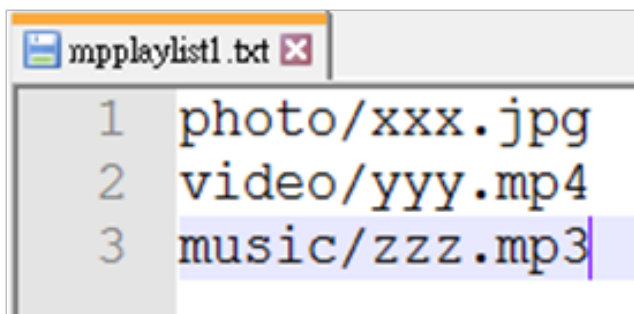 mpplaylist1.txt
1 photo/xxx.jpg
2 video/yyy.mp4
3 music/zzz.mp3